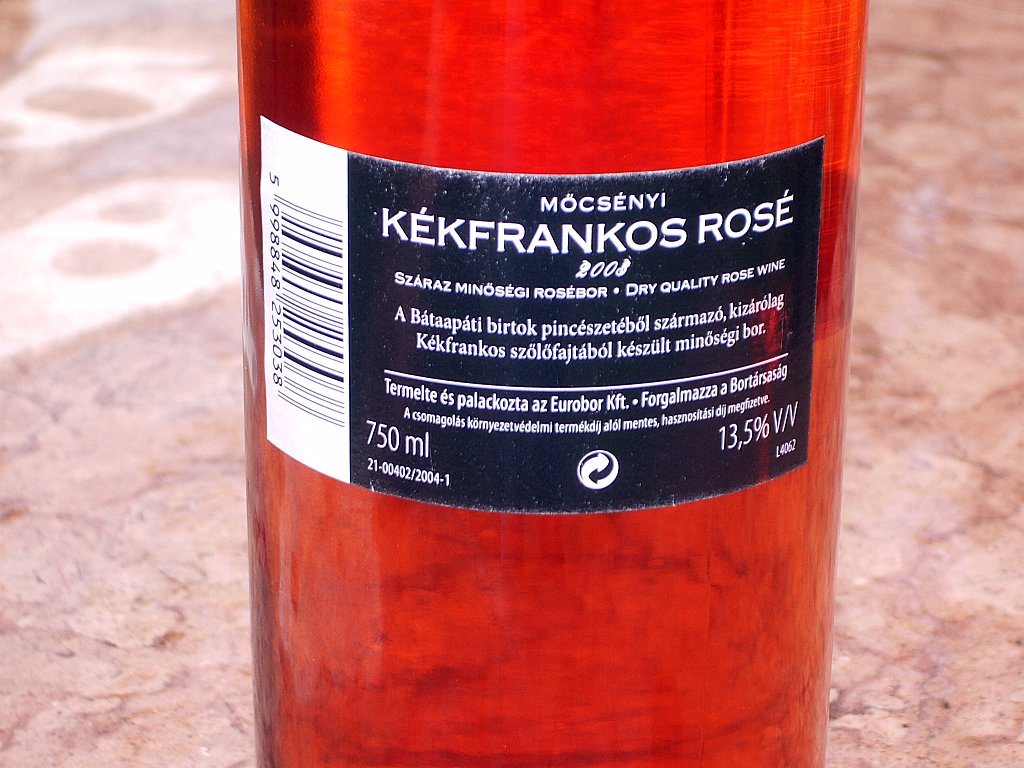 MŐCSÉNYI
KÉKFRANKOS ROSÉ
2003
SZÁRAZ MINŐSÉGI ROSÉBOR • DRY QUALITY ROSE WINE
A Bátaapáti birtok pincészetéből származó, kizárólag
Kékfrankos szőlőfajtából készült minőségi bor.
Termelte és palackozta az Eurobor Kft. • Forgalmazza a Bortársaság
A csomagolás környezetvédelmi termékdíj alól mentes, hasznosítási díj megfizetve.
750 ml
13,5% V/V
21-00402/2004-1
L4062
5 998848 253038